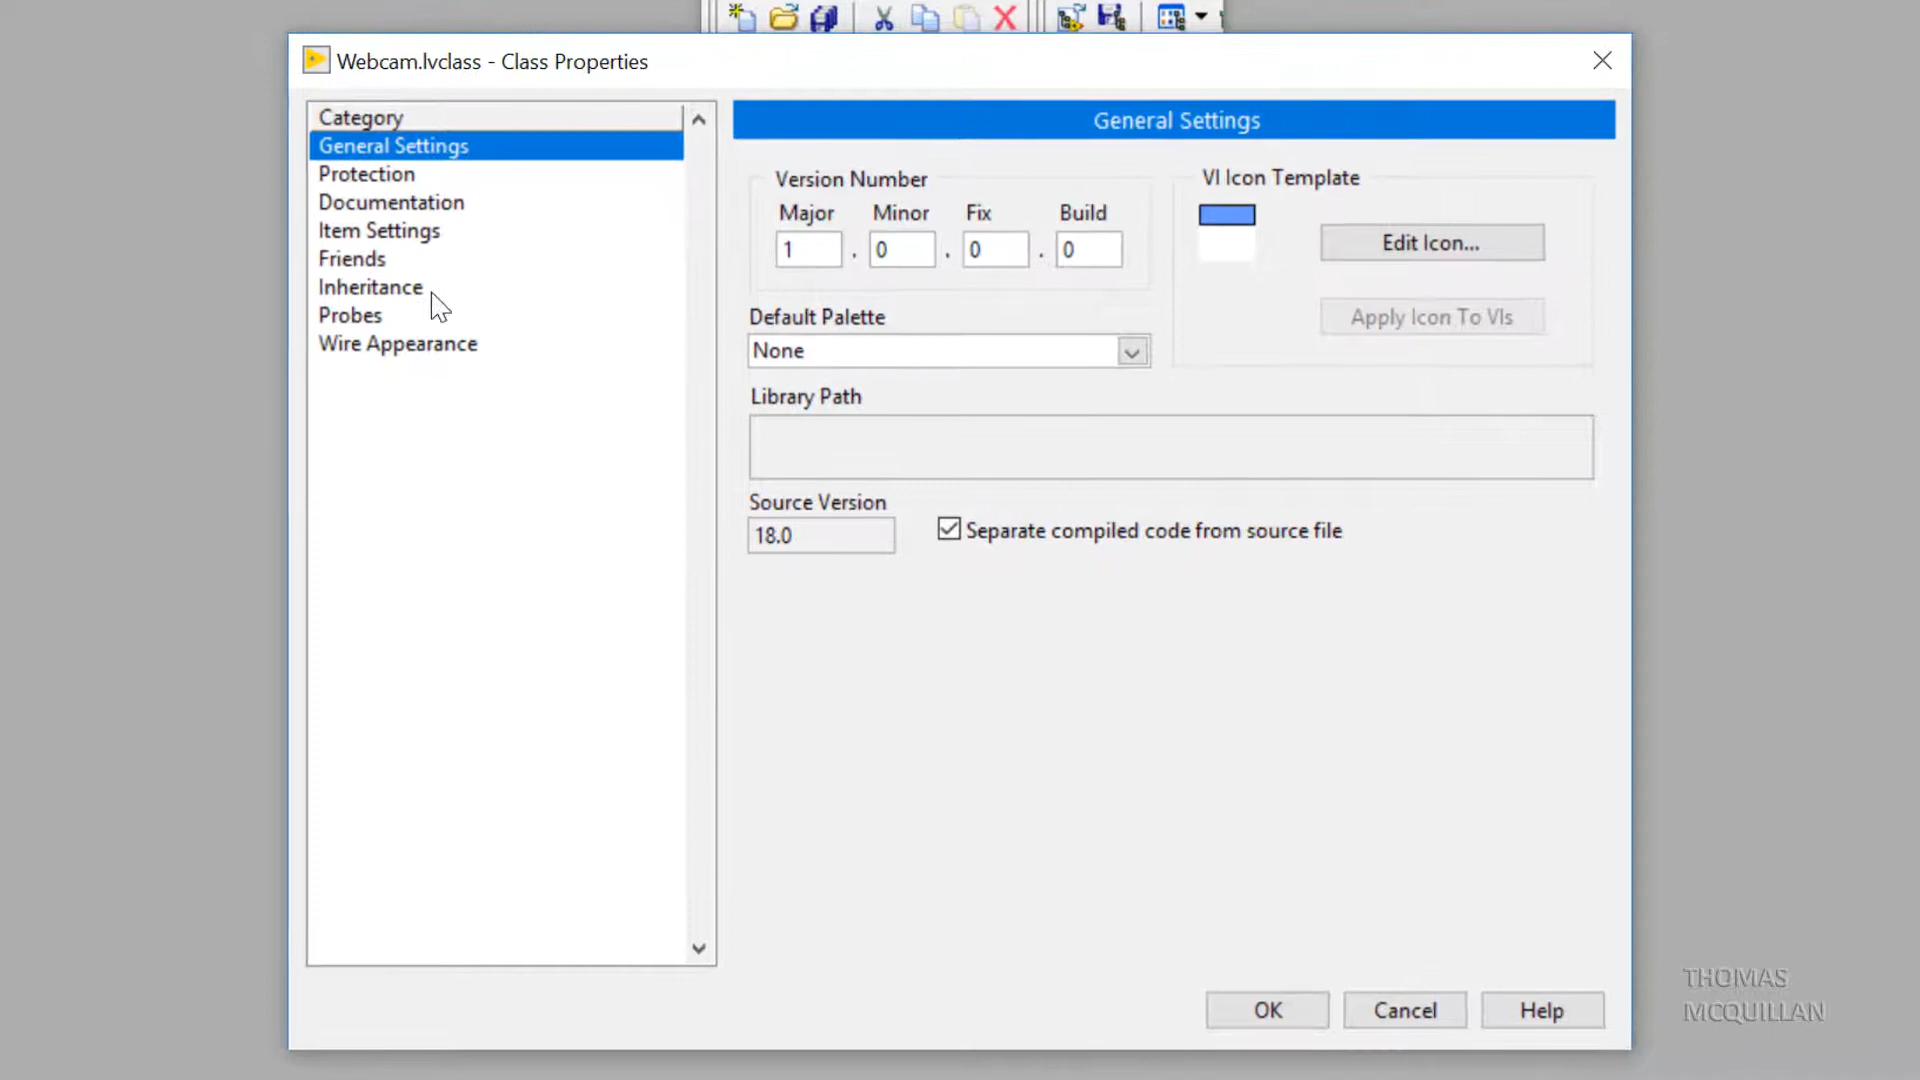 Webcam.lvclass - Class Properties
Category
General Settings
Protection
Documentation
Item Settings
Friends
Inheritance
Probes
Wire Appearance
General Settings
Version Number
Major Minor Fix Build
1 . 0 . 0 . 0
VI Icon Template
Edit Icon...
Apply Icon To VIs
Default Palette
None
Library Path
Source Version
18.0
Separate compiled code from source file
OK Cancel Help
THOMAS
MCQUILLAN